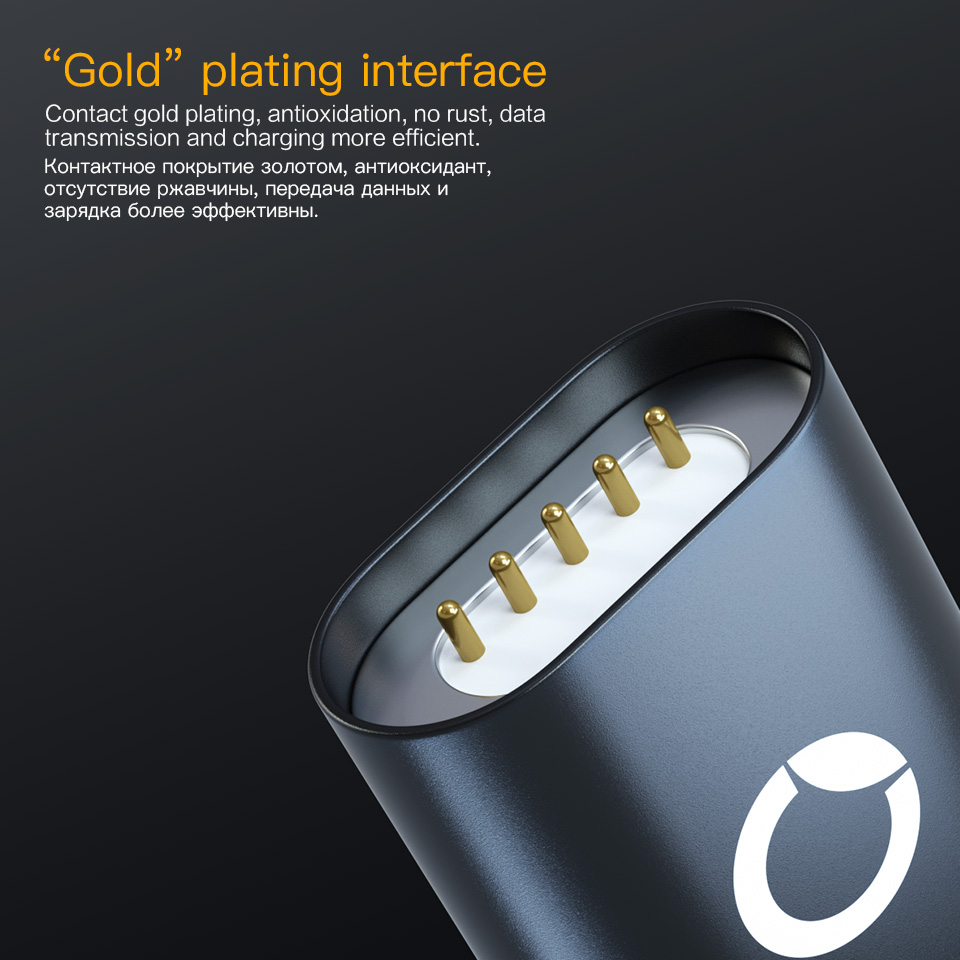 “Gold” plating interface
Contact gold plating, antioxidation, no rust, data
transmission and charging more efficient.
Контактное покрытие золотом, антиоксидант,
отсутствие ржавчины, передача данных и
зарядка более эффективны.